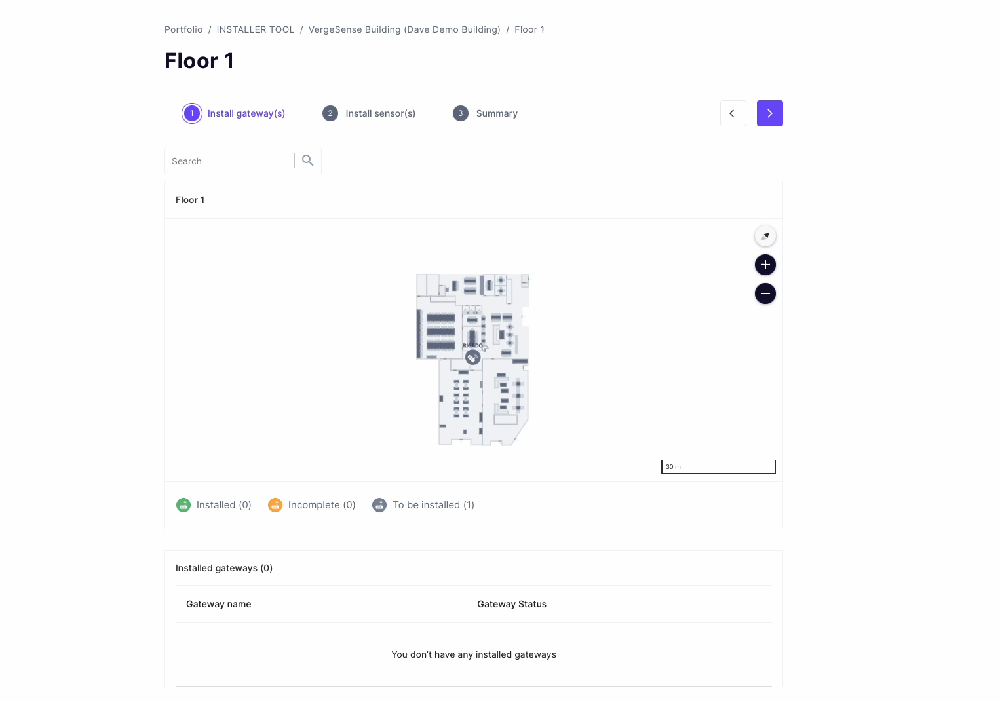 Portfolio / INSTALLER TOOL / VergeSense Building (Dave Demo Building) / Floor 1
Floor 1
1 Install gateway(s) 2 Install sensor(s) 3 Summary
Search
Floor 1
RIGADO
30 m
Installed (0) Incomplete (0) To be installed (1)
Installed gateways (0)
Gateway name Gateway Status
You don’t have any installed gateways